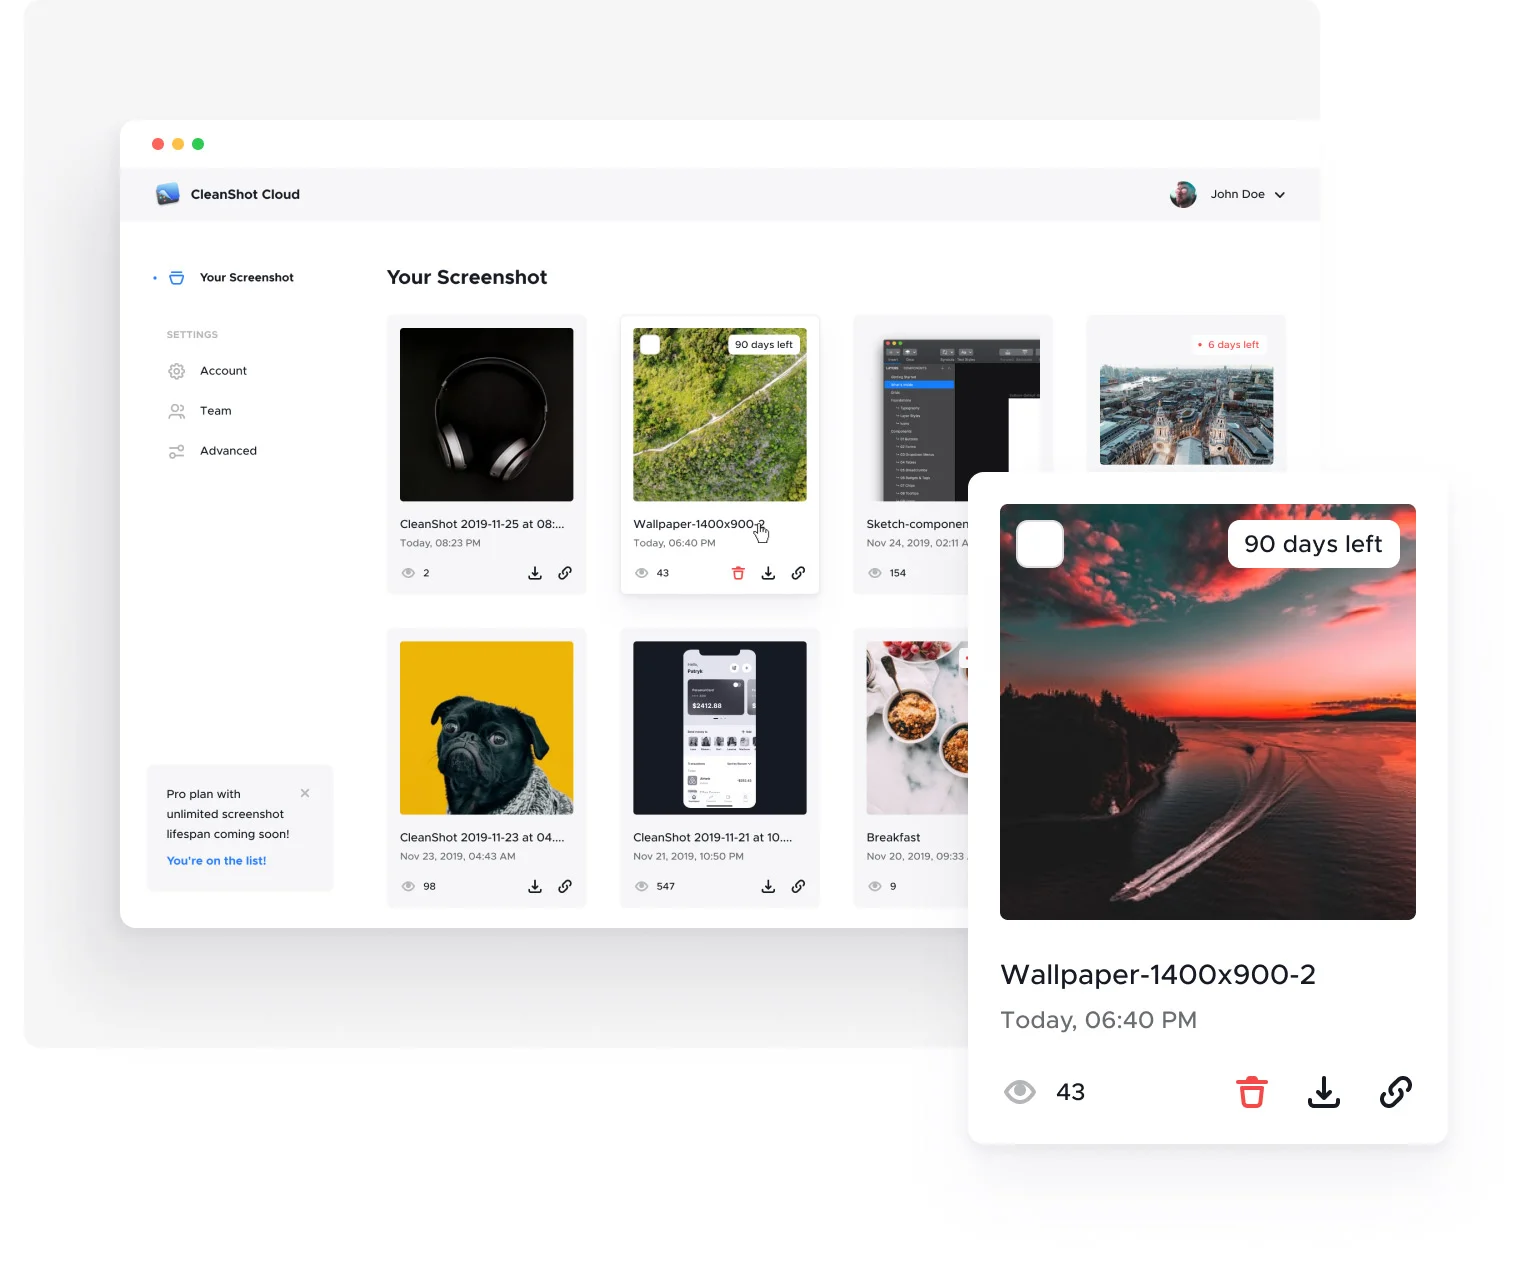 CleanShot Cloud
John Doe
Your Screenshot
SETTINGS
Account
Team
Advanced
Pro plan with
unlimited screenshot
lifespan coming soon!
You're on the list!
Your Screenshot
CleanShot 2019-11-25 at 08:...
Today, 08:23 PM
2
90 days left
Wallpaper-1400x900-2
Today, 06:40 PM
43
Sketch-componen
Nov 24, 2019, 02:11 A
154
6 days left
CleanShot 2019-11-23 at 04....
Nov 23, 2019, 04:43 AM
98
Hello,
Patryk
$2412.88
CleanShot 2019-11-21 at 10....
Nov 21, 2019, 10:50 PM
547
Breakfast
Nov 20, 2019, 09:33
9
90 days left
Wallpaper-1400x900-2
Today, 06:40 PM
43